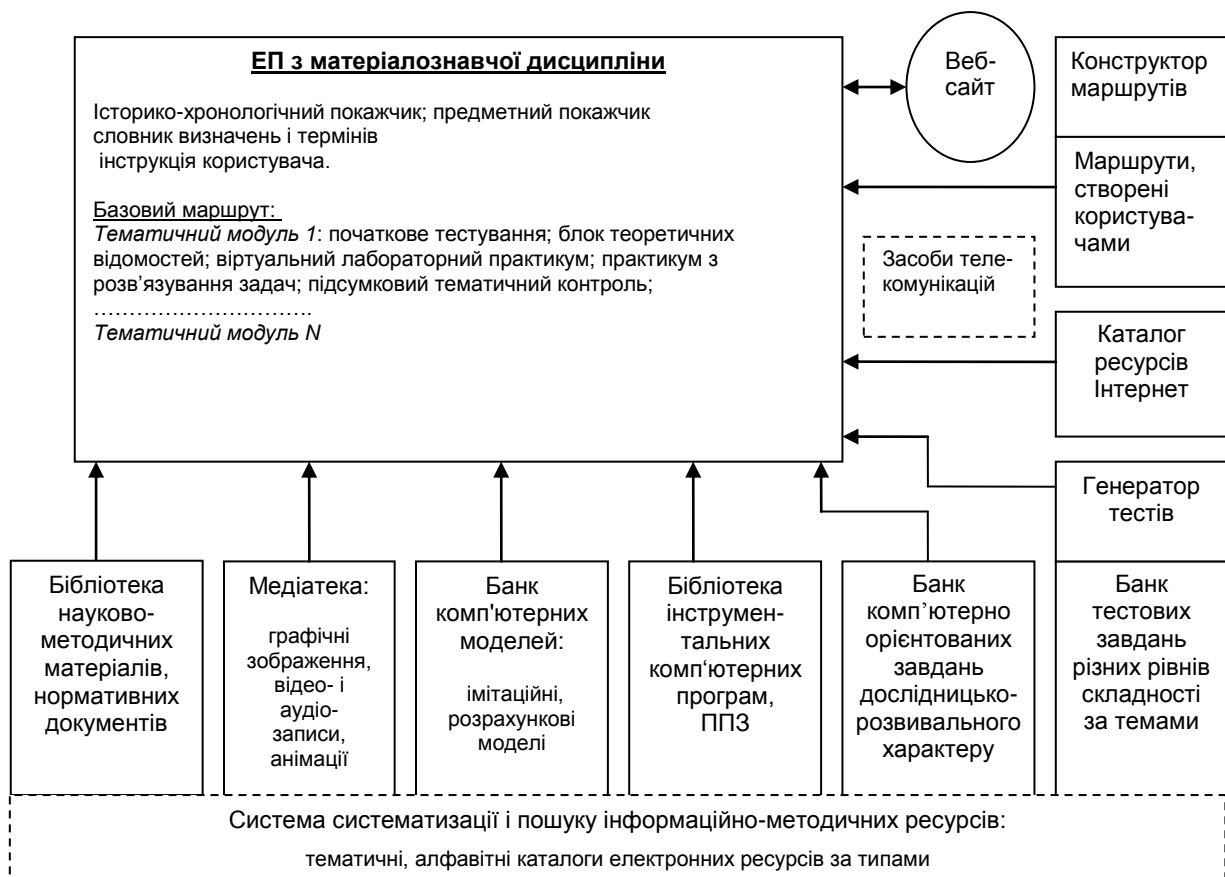 ЕП з матеріалознавчої дисципліни
Історико-хронологічний покажчик; предметний покажчик
словник визначень і термінів
інструкція користувача.
Базовий маршрут:
Тематичний модуль 1: початкове тестування; блок теоретичних
відомостей; віртуальний лабораторний практикум; практикум з
розв’язування задач; підсумковий тематичний контроль;
………………………….
Тематичний модуль N
Веб-
сайт
Конструктор
маршрутів
Маршрути,
створені
користува-
чами
Засоби теле-
комунікацій
Каталог
ресурсів
Інтернет
Генератор
тестів
Бібліотека
науково-
методичних
матеріалів,
нормативних
документів
Медіатека:
графічні
зображення,
відео- і
аудіо-
записи,
анімації
Банк
комп'ютерних
моделей:
імітаційні,
розрахункові
моделі
Бібліотека
інструмен-
тальних
комп‘ютерних
програм,
ППЗ
Банк
комп’ютерно
орієнтованих
завдань
дослідницько-
розвивального
характеру
Банк
тестових
завдань
різних рівнів
складності
за темами
Система систематизації і пошуку інформаційно-методичних ресурсів:
тематичні, алфавітні каталоги електронних ресурсів за типами